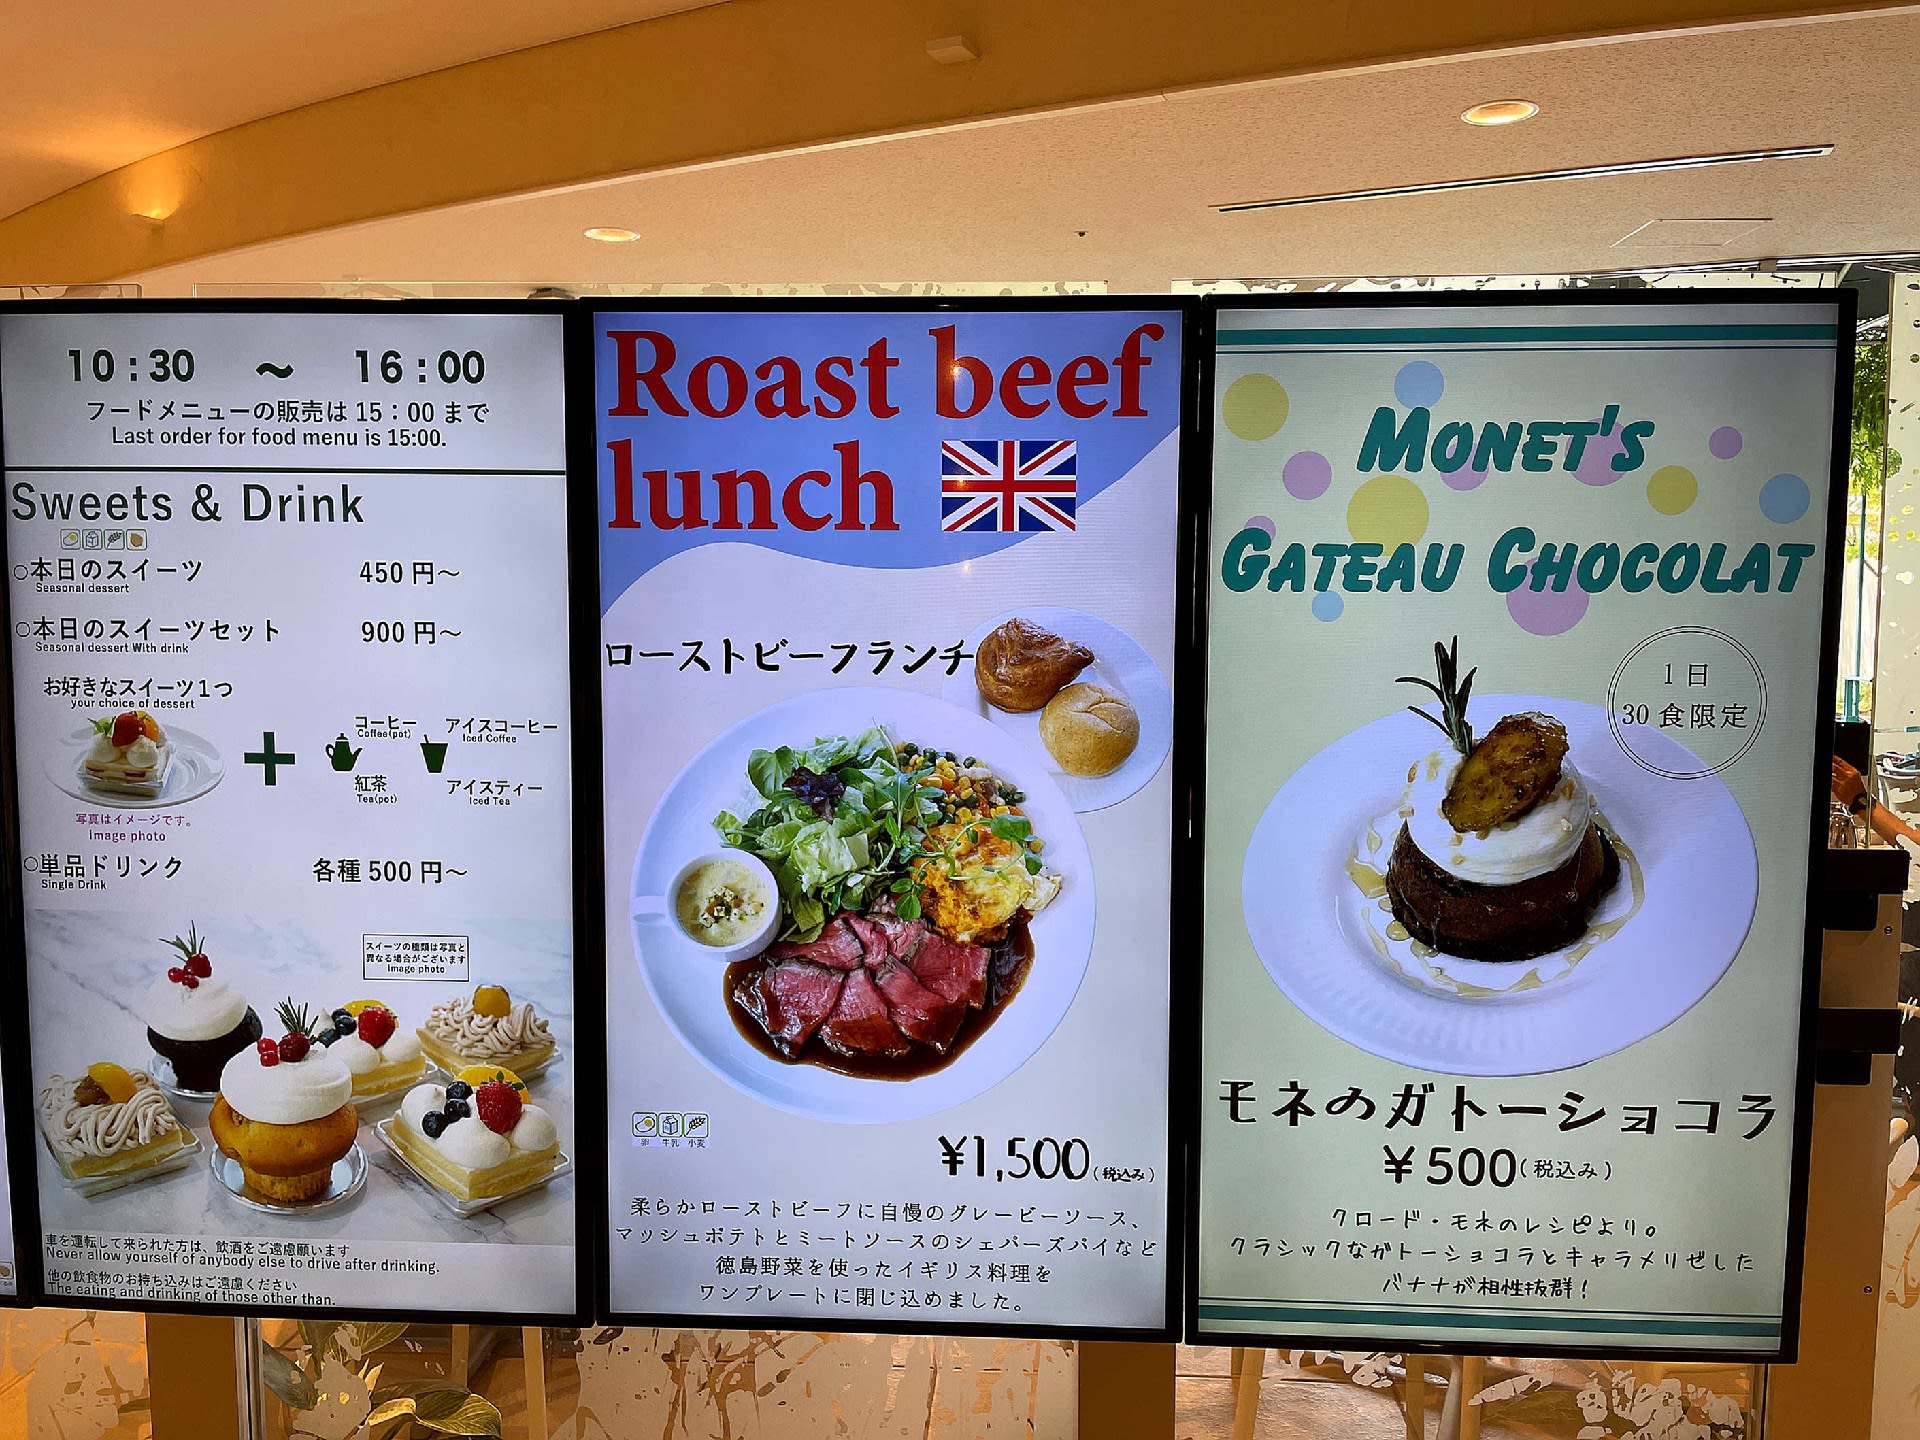 10：30 ～ 16：00
フードメニューの販売は 15：00 まで
Last order for food menu is 15:00.
Sweets & Drink
○本日のスイーツ 450 円～
Seasonal dessert
○本日のスイーツセット 900 円～
Seasonal dessert With drink
お好きなスイーツ１つ
your choice of dessert
コーヒー アイスコーヒー
Coffee(pot) Iced Coffee
+
紅茶 アイスティー
Tea(pot) Iced Tea
写真はイメージです。
Image photo
○単品ドリンク 各種 500 円～
Single Drink
スイーツの種類は写真と
異なる場合がございます
Image photo
車を運転して来られた方は、飲酒をご遠慮願います
Never allow yourself of anybody else to drive after drinking.
他の飲食物のお持ち込みはご遠慮ください
The eating and drinking of those other than.
Roast beef
lunch
ローストビーフランチ
卵 牛乳 小麦
¥1,500(税込み)
柔らかローストビーフに自慢のグレービーソース、
マッシュポテトとミートソースのシェパーズパイなど
徳島野菜を使ったイギリス料理を
ワンプレートに閉じ込めました。
MONET'S
GATEAU CHOCOLAT
1 日
30 食限定
モネのガトーショコラ
￥500(税込み)
クロード・モネのレシピより。
クラシックなガトーショコラとキャラメリゼした
バナナが相性抜群！